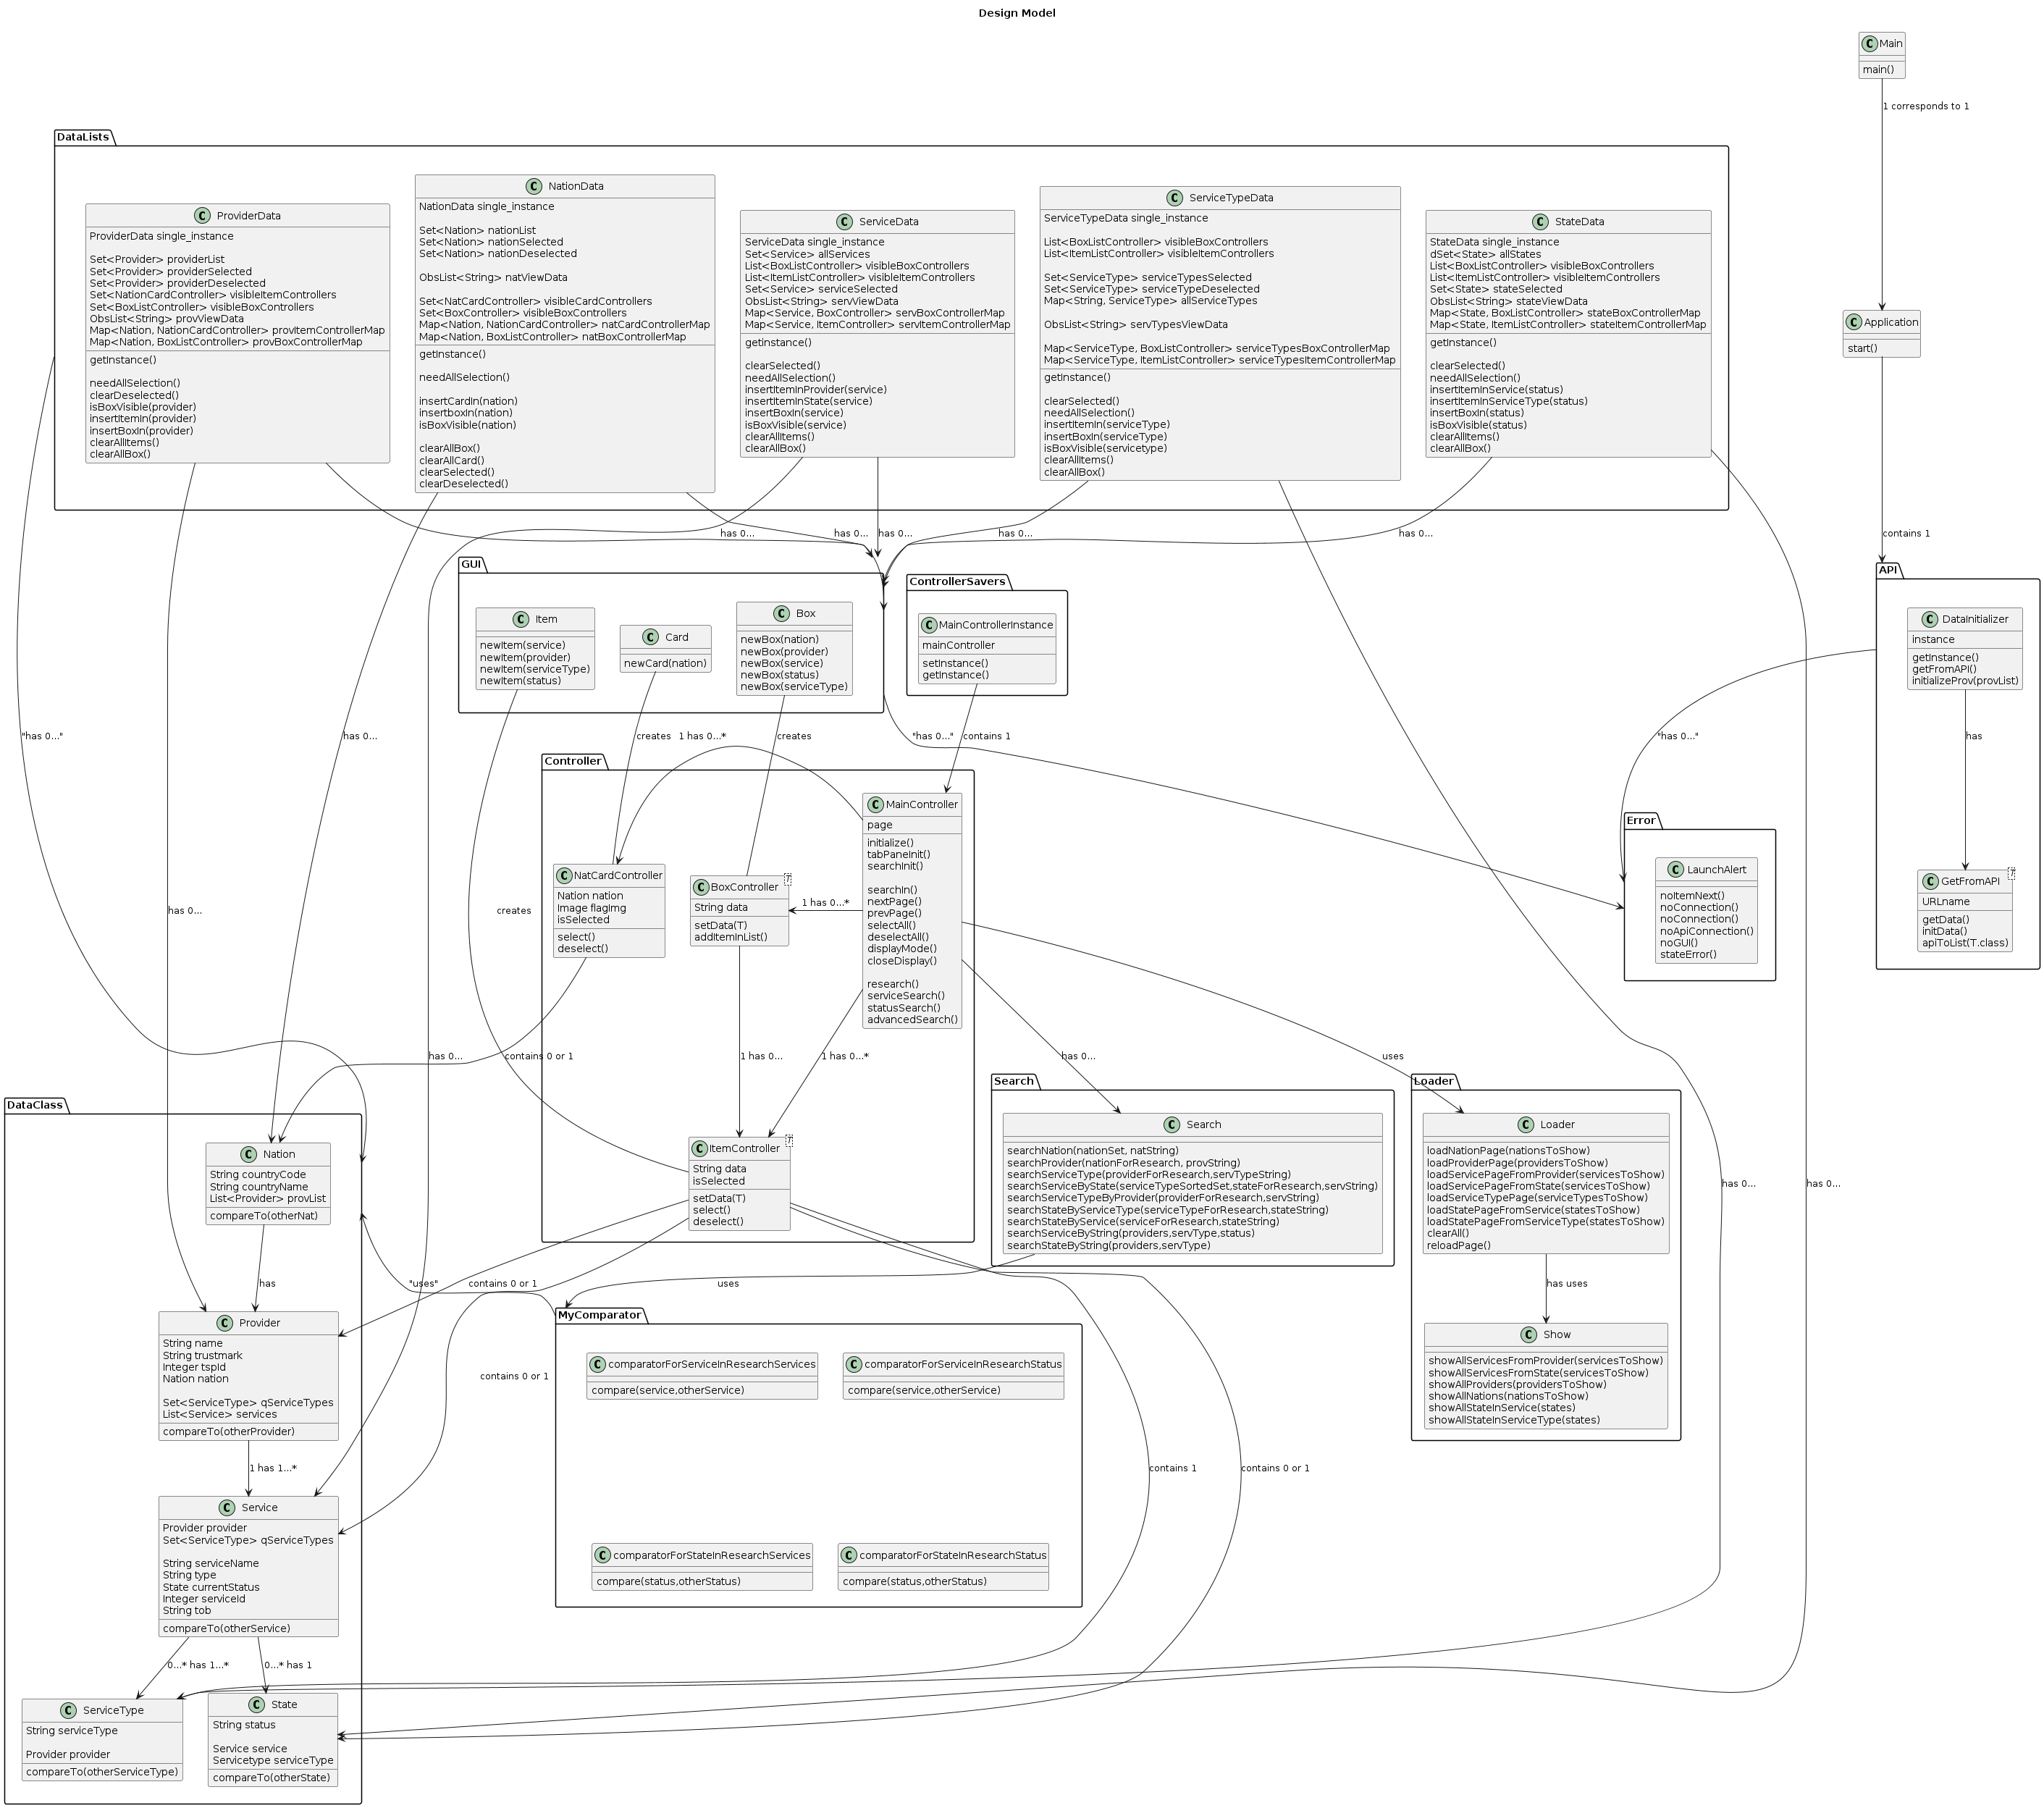 Design Model
C Main
main()
1 corresponds to 1
DataLists
C ProviderData
ProviderData single_instance
Set<Provider> providerList
Set<Provider> providerSelected
Set<Provider> providerDeselected
Set<NationCardController> visibleItemControllers
Set<BoxListController> visibleBoxControllers
ObsList<String> provViewData
Map<Nation, NationCardController> provItemControllerMap
Map<Nation, BoxListController> provBoxControllerMap
getInstance()
needAllSelection()
clearDeselected()
isBoxVisible(provider)
insertItemIn(provider)
insertBoxIn(provider)
clearAllItems()
clearAllBox()
C NationData
NationData single_instance
Set<Nation> nationList
Set<Nation> nationSelected
Set<Nation> nationDeselected
ObsList<String> natViewData
Set<NatCardController> visibleCardControllers
Set<BoxController> visibleBoxControllers
Map<Nation, NationCardController> natCardControllerMap
Map<Nation, BoxListController> natBoxControllerMap
getInstance()
needAllSelection()
insertCardIn(nation)
insertboxIn(nation)
isBoxVisible(nation)
clearAllBox()
clearAllCard()
clearSelected()
clearDeselected()
C ServiceData
ServiceData single_instance
Set<Service> allServices
List<BoxListController> visibleBoxControllers
List<ItemListController> visibleItemControllers
Set<Service> serviceSelected
ObsList<String> servViewData
Map<Service, BoxController> servBoxControllerMap
Map<Service, ItemController> servItemControllerMap
getInstance()
clearSelected()
needAllSelection()
insertItemInProvider(service)
insertItemInState(service)
insertBoxIn(service)
isBoxVisible(service)
clearAllItems()
clearAllBox()
C ServiceTypeData
ServiceTypeData single_instance
List<BoxListController> visibleBoxControllers
List<ItemListController> visibleItemControllers
Set<ServiceType> serviceTypesSelected
Set<ServiceType> serviceTypeDeselected
Map<String, ServiceType> allServiceTypes
ObsList<String> servTypesViewData
Map<ServiceType, BoxListController> serviceTypesBoxControllerMap
Map<ServiceType, ItemListController> serviceTypesItemControllerMap
getInstance()
clearSelected()
needAllSelection()
insertItemIn(serviceType)
insertBoxIn(serviceType)
isBoxVisible(servicetype)
clearAllItems()
clearAllBox()
C StateData
StateData single_instance
dSet<State> allStates
List<BoxListController> visibleBoxControllers
List<ItemListController> visibleItemControllers
Set<State> stateSelected
ObsList<String> stateViewData
Map<State, BoxListController> stateBoxControllerMap
Map<State, ItemListController> stateItemControllerMap
getInstance()
clearSelected()
needAllSelection()
insertItemInService(status)
insertItemInServiceType(status)
insertBoxIn(status)
isBoxVisible(status)
clearAllItems()
clearAllBox()
C Application
start()
has 0...
has 0...
has 0...
has 0...
has 0...
contains 1
GUI
C Item
newItem(service)
newItem(provider)
newItem(serviceType)
newItem(status)
C Card
newCard(nation)
C Box
newBox(nation)
newBox(provider)
newBox(service)
newBox(status)
newBox(serviceType)
ControllerSavers
C MainControllerInstance
mainController
setInstance()
getInstance()
API
C DataInitializer
instance
getInstance()
getFromAPI()
initializeProv(provList)
"has 0..."
has 0...
creates
1 has 0...*
creates
"has 0..."
contains 1
"has 0..."
has
Controller
C MainController
page
initialize()
tabPaneInit()
searchInit()
searchIn()
nextPage()
prevPage()
selectAll()
deselectAll()
displayMode()
closeDisplay()
research()
serviceSearch()
statusSearch()
advancedSearch()
C NatCardController
Nation nation
Image flagImg
isSelected
select()
deselect()
C BoxController T
String data
setData(T)
addItemInList()
1 has 0...*
Error
C LaunchAlert
noItemNext()
noConnection()
noConnection()
noApiConnection()
noGUI()
stateError()
C GetFromAPI T
URLname
getData()
initData()
apiToList(T.class)
has 0...
creates
has 0...
contains 0 or 1
1 has 0...
1 has 0...*
has 0...
uses
DataClass
C Nation
String countryCode
String countryName
List<Provider> provList
compareTo(otherNat)
C ItemController T
String data
isSelected
setData(T)
select()
deselect()
Search
C Search
searchNation(nationSet, natString)
searchProvider(nationForResearch, provString)
searchServiceType(providerForResearch,servTypeString)
searchServiceByState(serviceTypeSortedSet,stateForResearch,servString)
searchServiceTypeByProvider(providerForResearch,servString)
searchStateByServiceType(serviceTypeForResearch,stateString)
searchStateByService(serviceForResearch,stateString)
searchServiceByString(providers,servType,status)
searchStateByString(providers,servType)
Loader
C Loader
loadNationPage(nationsToShow)
loadProviderPage(providersToShow)
loadServicePageFromProvider(servicesToShow)
loadServicePageFromState(servicesToShow)
loadServiceTypePage(serviceTypesToShow)
loadStatePageFromService(statesToShow)
loadStatePageFromServiceType(statesToShow)
clearAll()
reloadPage()
has 0...
has 0...
has
"uses"
contains 0 or 1
uses
has uses
C Provider
String name
String trustmark
Integer tspId
Nation nation
Set<ServiceType> qServiceTypes
List<Service> services
compareTo(otherProvider)
contains 0 or 1
MyComparator
C comparatorForServiceInResearchServices
compare(service,otherService)
C comparatorForServiceInResearchStatus
compare(service,otherService)
C comparatorForStateInResearchServices
compare(status,otherStatus)
C comparatorForStateInResearchStatus
compare(status,otherStatus)
C Show
showAllServicesFromProvider(servicesToShow)
showAllServicesFromState(servicesToShow)
showAllProviders(providersToShow)
showAllNations(nationsToShow)
showAllStateInService(states)
showAllStateInServiceType(states)
1 has 1...*
contains 1
contains 0 or 1
C Service
Provider provider
Set<ServiceType> qServiceTypes
String serviceName
String type
State currentStatus
Integer serviceId
String tob
compareTo(otherService)
0...* has 1...*
0...* has 1
C ServiceType
String serviceType
Provider provider
compareTo(otherServiceType)
C State
String status
Service service
Servicetype serviceType
compareTo(otherState)